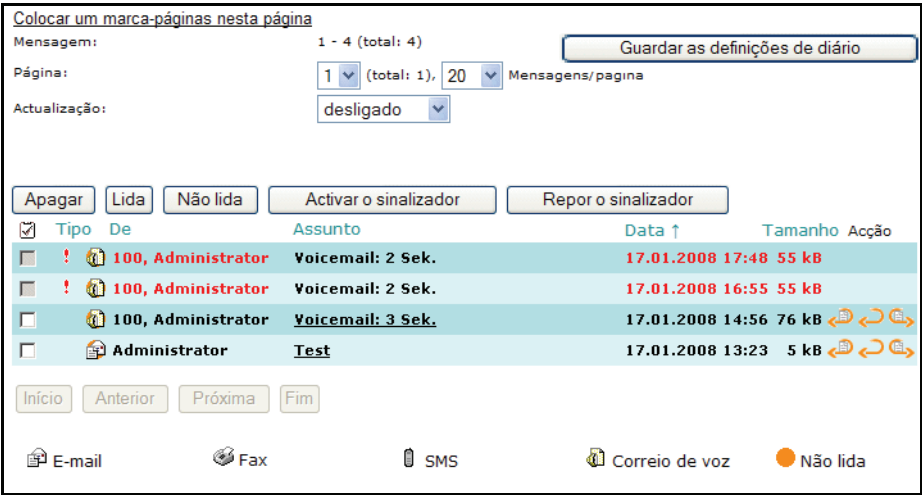 Colocar um marca-páginas nesta página
Mensagem: 1 - 4 (total: 4) Guardar as definições de diário
Página: 1 (total: 1), 20 Mensagens/pagina
Actualização: desligado
Apagar Lida Não lida Activar o sinalizador Repor o sinalizador
Tipo De Assunto Data ↑ Tamanho Acção
! 100, Administrator Voicemail: 2 Sek. 17.01.2008 17:48 55 kB
! 100, Administrator Voicemail: 2 Sek. 17.01.2008 16:55 55 kB
100, Administrator Voicemail: 3 Sek. 17.01.2008 14:56 76 kB
Administrator Test 17.01.2008 13:23 5 kB
Início Anterior Próxima Fim
E-mail Fax SMS Correio de voz Não lida